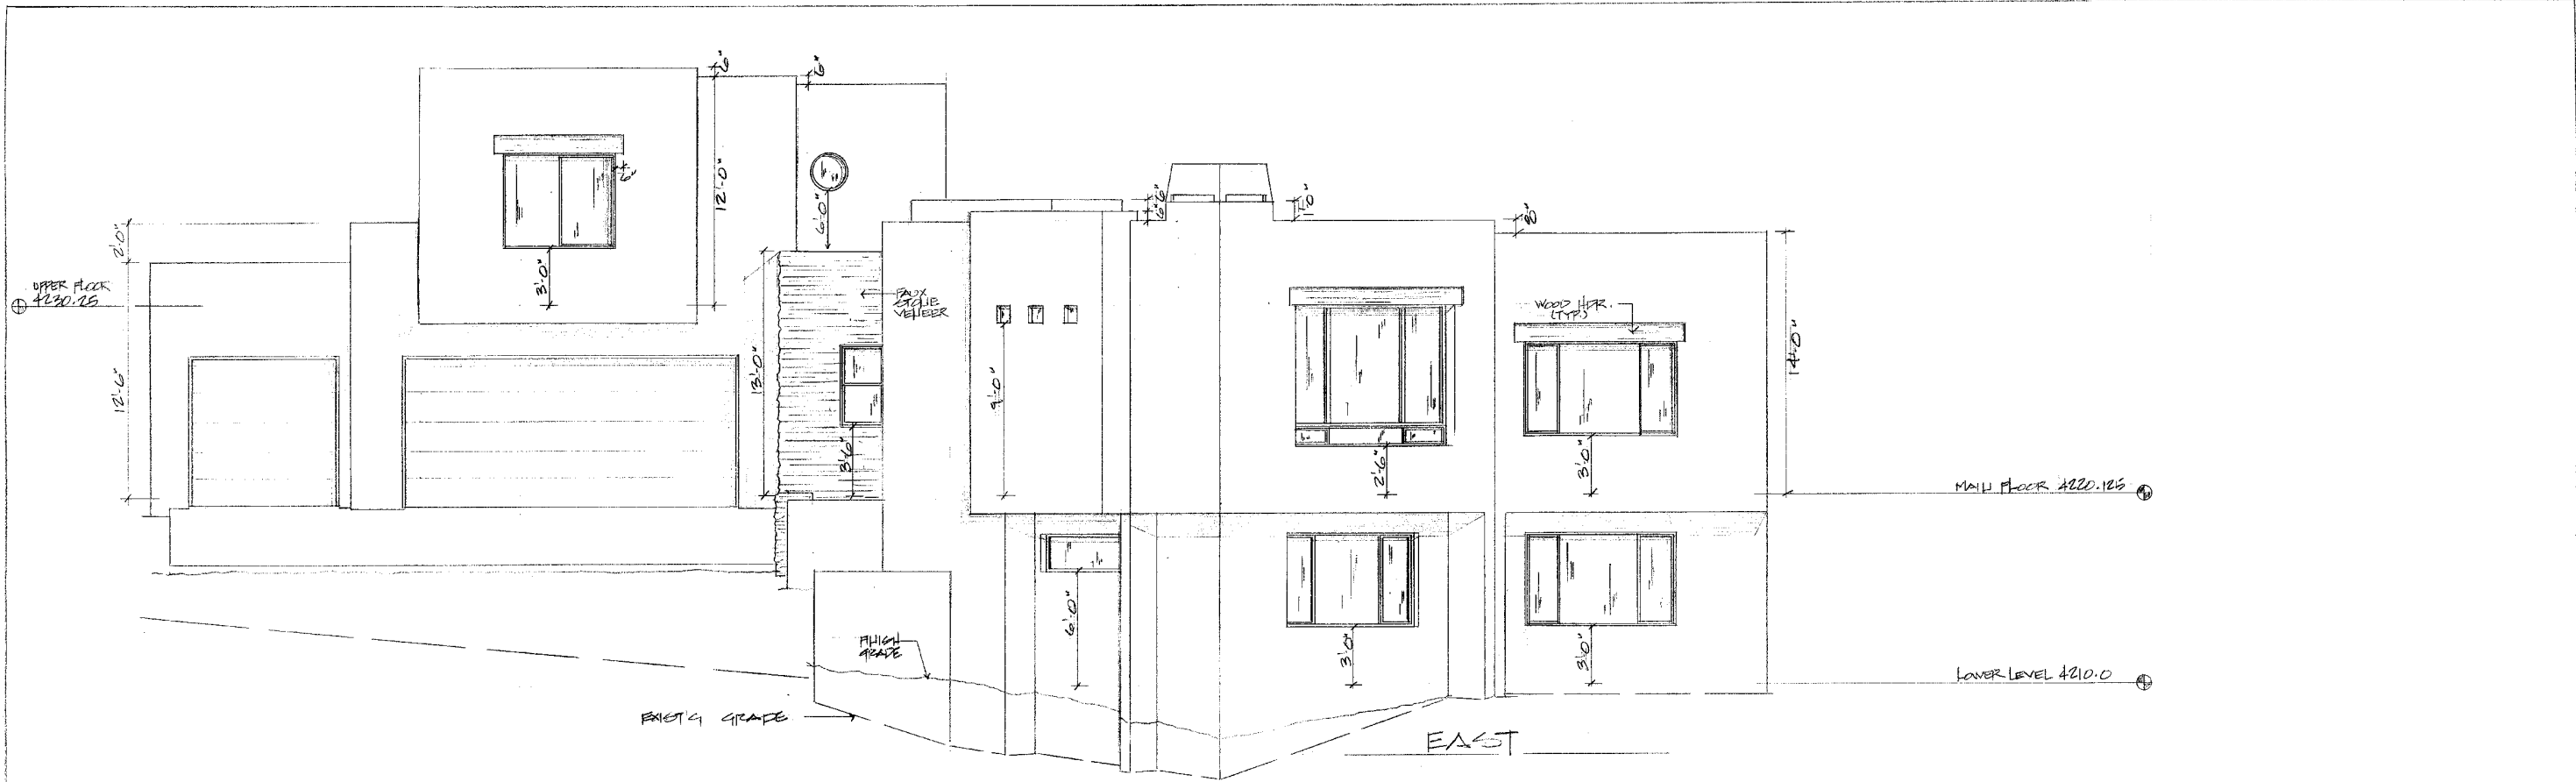 6"
6"
12'-0"
6"
6'-0"
3'-0"
2'-0"
UPPER FLOOR
4230.25
12'-6"
13'-0"
FAUX
STONE
VENEER
3'-6"
6"
6"
1'-0"
8"
9'-0"
WOOD HDR.
(TYP.)
14'-0"
2'-6"
3'-0"
MAIN FLOOR 4220.125
6'-0"
3'-0"
3'-0"
FINISH
GRADE
LOWER LEVEL 4210.0
EXIST'G GRADE
EAST